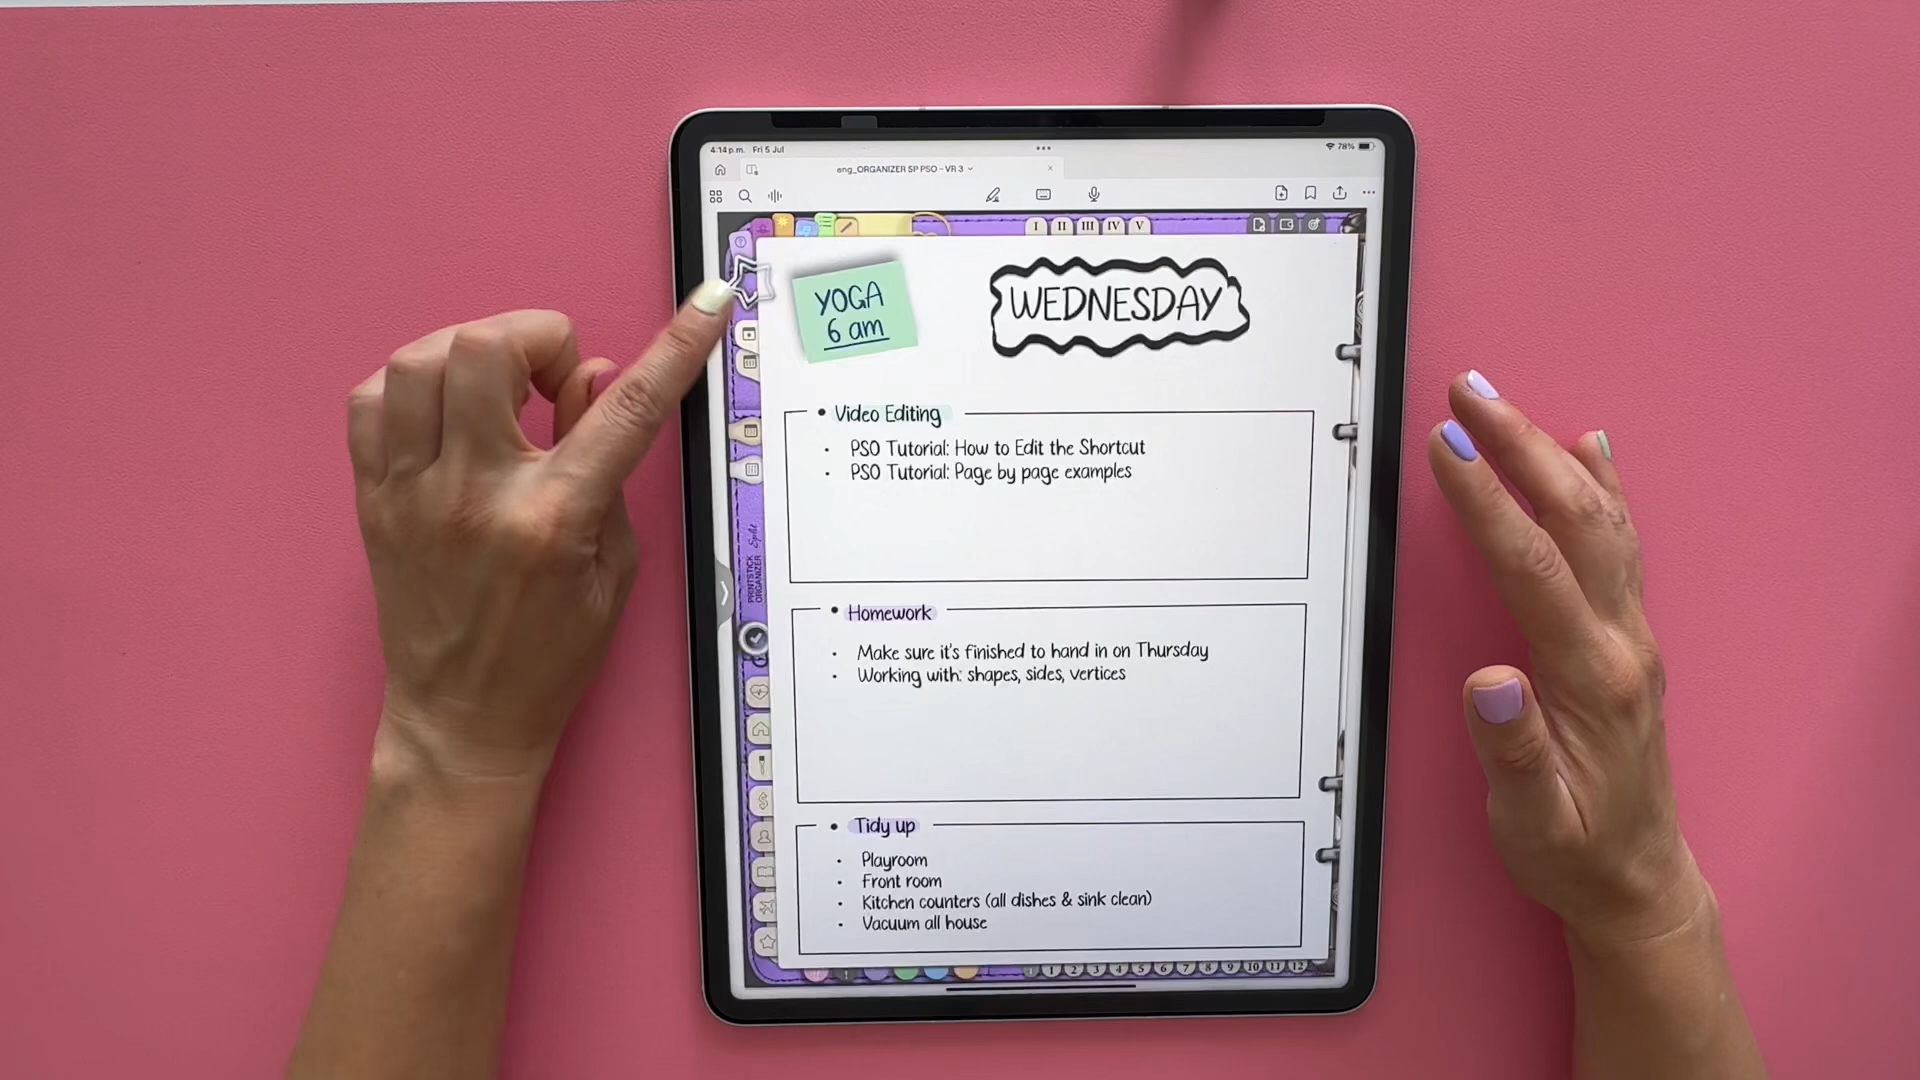 4:14 p.m. Fri 5 Jul
78%
eng_ORGANIZER SP PSO - VR 3
I II III IV V
YOGA
6 am
WEDNESDAY
Video Editing
PSO Tutorial: How to Edit the Shortcut
PSO Tutorial: Page by page examples
PRINTSTICK
ORGANIZER
Split
Homework
Make sure it's finished to hand in on Thursday
Working with: shapes, sides, vertices
Tidy up
Playroom
Front room
Kitchen counters (all dishes & sink clean)
Vacuum all house
1 2 3 4 5 6 7 8 9 10 11 12